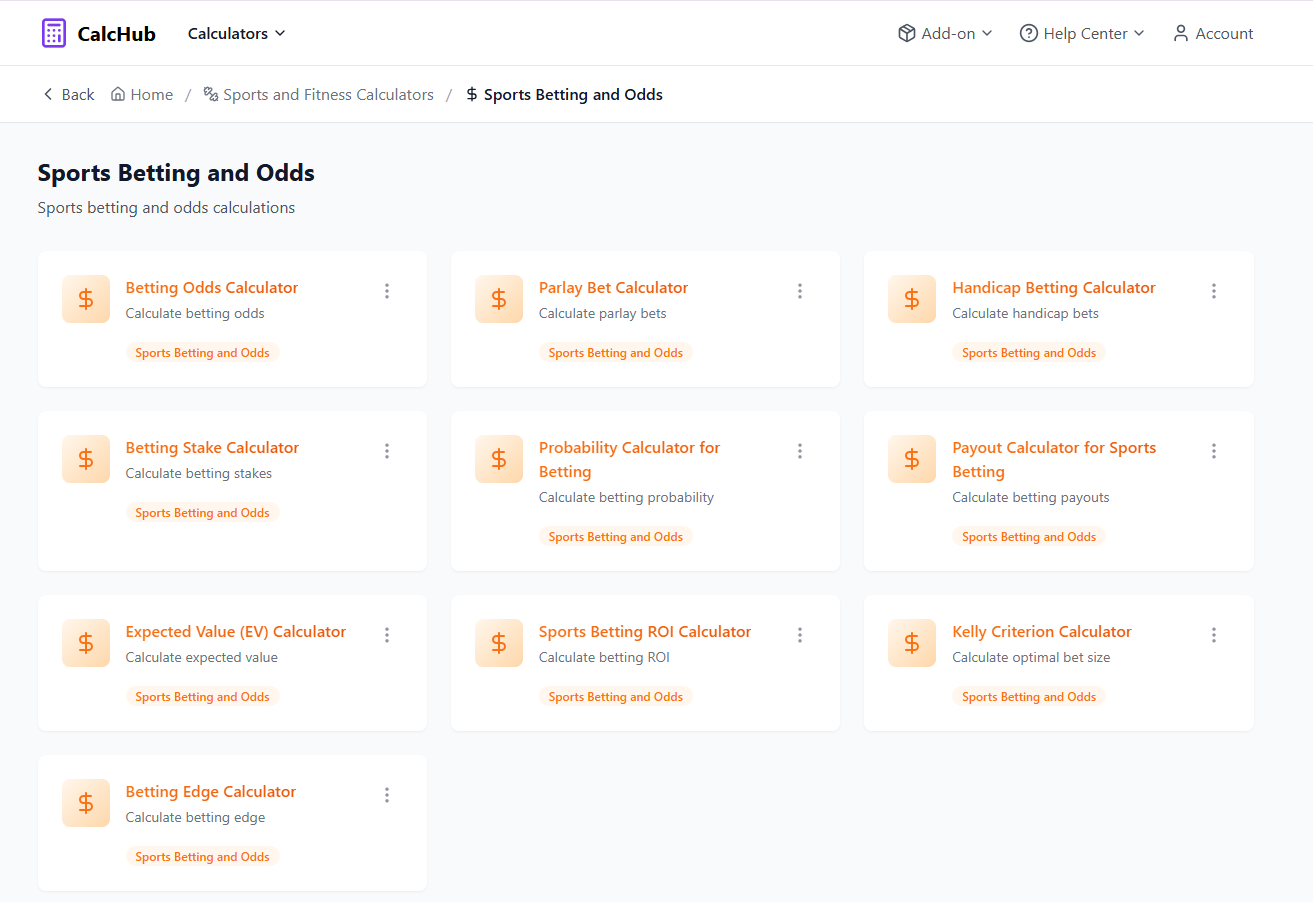 CalcHub
Calculators
Add-on
Help Center
Account
Back
Home / Sports and Fitness Calculators / Sports Betting and Odds
Sports Betting and Odds
Sports betting and odds calculations
Betting Odds Calculator
Calculate betting odds
Sports Betting and Odds
Parlay Bet Calculator
Calculate parlay bets
Sports Betting and Odds
Handicap Betting Calculator
Calculate handicap bets
Sports Betting and Odds
Betting Stake Calculator
Calculate betting stakes
Sports Betting and Odds
Probability Calculator for
Betting
Calculate betting probability
Sports Betting and Odds
Payout Calculator for Sports
Betting
Calculate betting payouts
Sports Betting and Odds
Expected Value (EV) Calculator
Calculate expected value
Sports Betting and Odds
Sports Betting ROI Calculator
Calculate betting ROI
Sports Betting and Odds
Kelly Criterion Calculator
Calculate optimal bet size
Sports Betting and Odds
Betting Edge Calculator
Calculate betting edge
Sports Betting and Odds